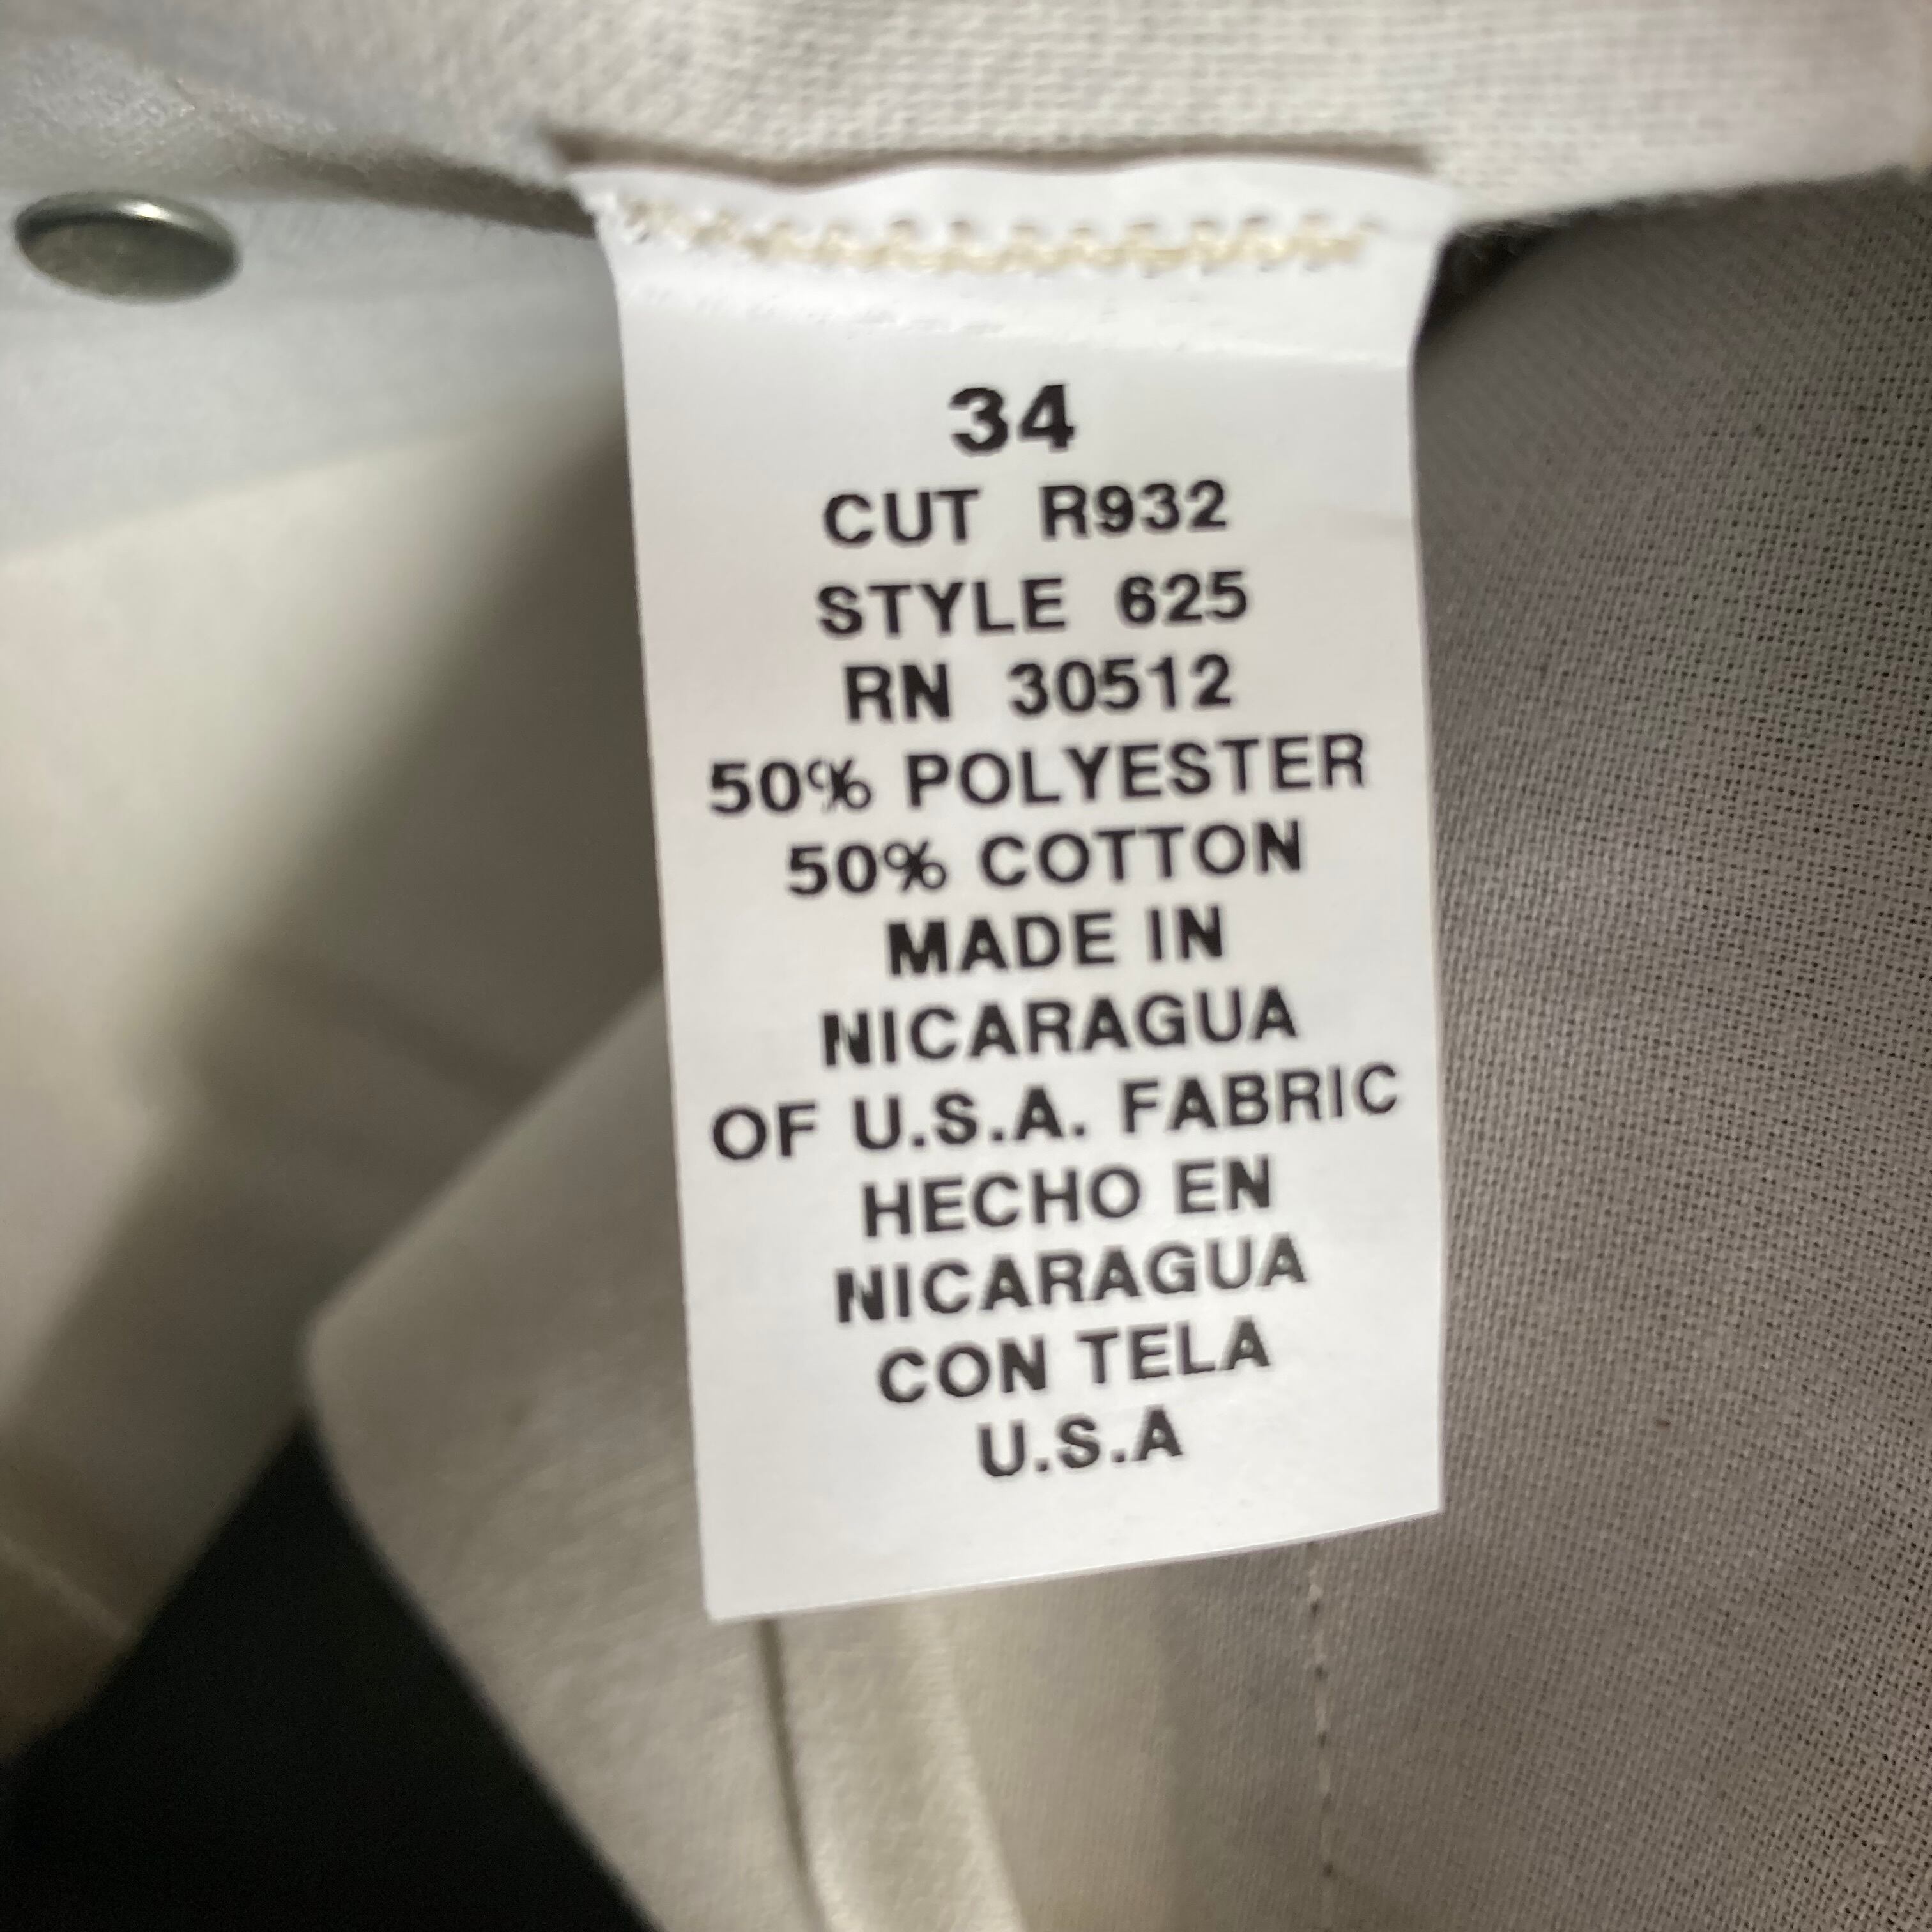 34
CUT R932
STYLE 625
RN 30512
50% POLYESTER
50% COTTON
MADE IN
NICARAGUA
OF U.S.A. FABRIC
HECHO EN
NICARAGUA
CON TELA
U.S.A